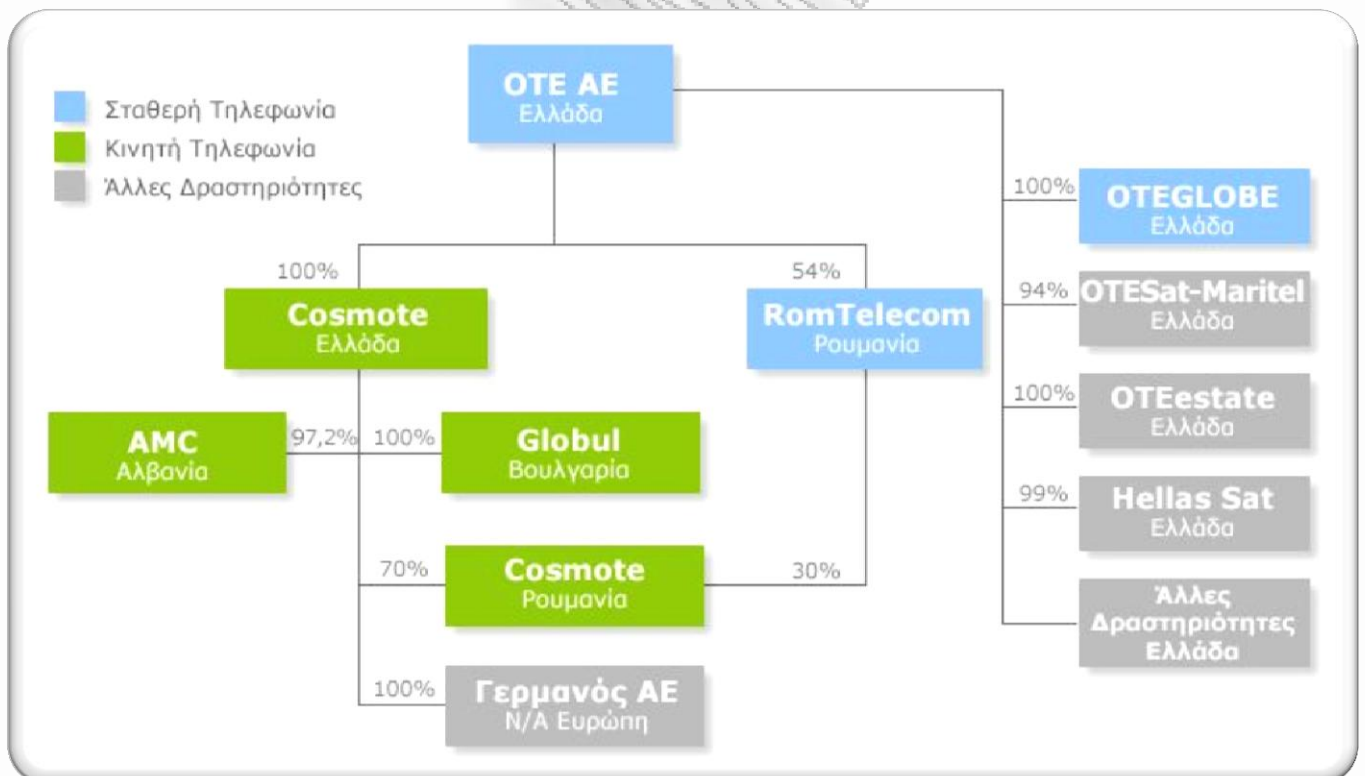 OTE AE
Ελλάδα
Σταθερή Τηλεφωνία
Κινητή Τηλεφωνία
Άλλες Δραστηριότητες
100%
OTEGLOBE
Ελλάδα
100%
Cosmote
Ελλάδα
54%
RomTelecom
Ρουμανία
94%
OTESat-Maritel
Ελλάδα
100%
OTEestate
Ελλάδα
AMC
Αλβανία
97,2%
100%
Globul
Βουλγαρία
99%
Hellas Sat
Ελλάδα
70%
Cosmote
Ρουμανία
30%
Άλλες
Δραστηριότητες
Ελλάδα
100%
Γερμανός ΑΕ
Ν/Α Ευρώπη